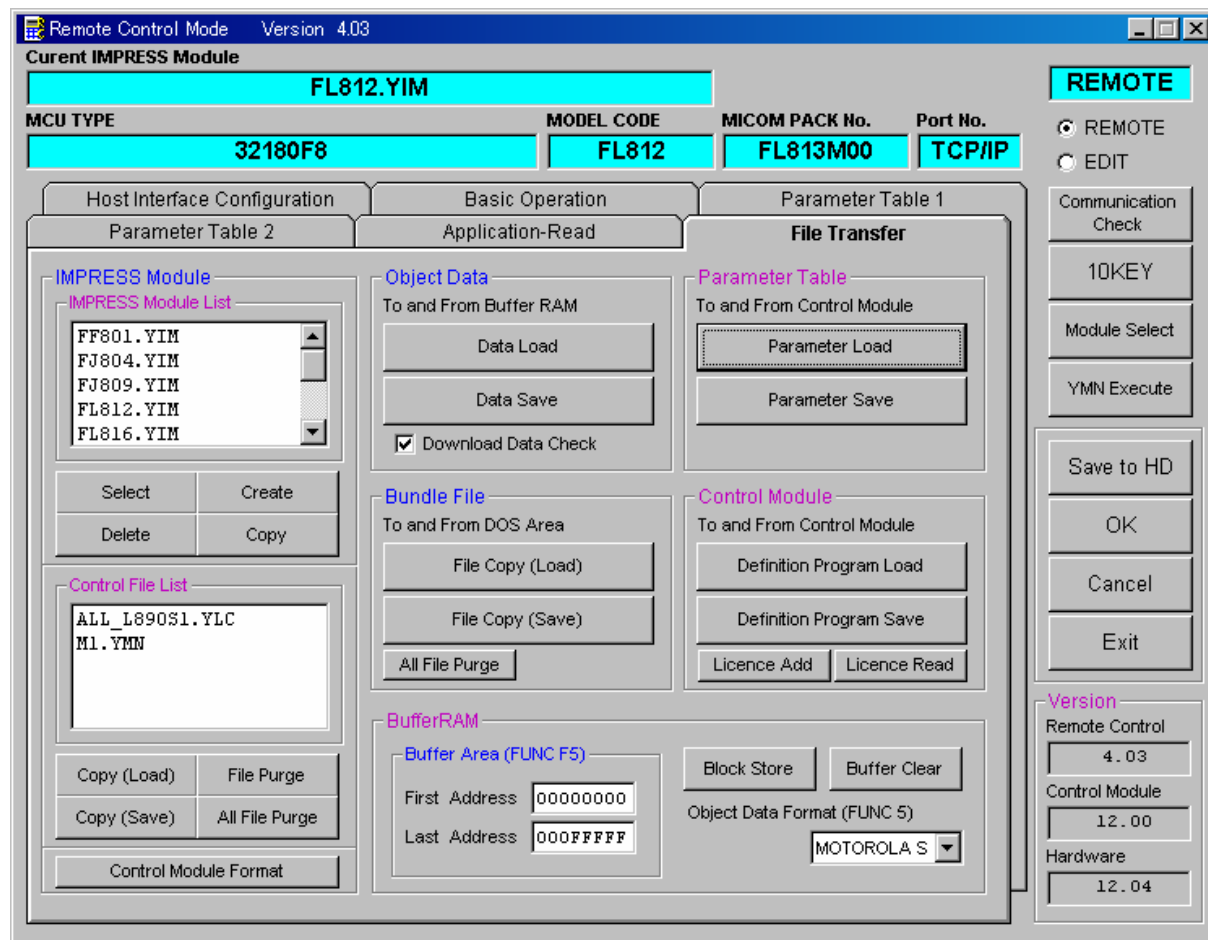 Remote Control Mode Version 4.03
Curent IMPRESS Module
FL812.YIM
REMOTE
MCU TYPE
MODEL CODE
MICOM PACK No.
Port No.
32180F8
FL812
FL813M00
TCP/IP
REMOTE
EDIT
Host Interface Configuration
Basic Operation
Parameter Table 1
Parameter Table 2
Application-Read
File Transfer
IMPRESS Module
IMPRESS Module List
FF801.YIM
FJ804.YIM
FJ809.YIM
FL812.YIM
FL816.YIM
Select
Create
Delete
Copy
Control File List
ALL_L890S1.YLC
M1.YMN
Copy (Load)
File Purge
Copy (Save)
All File Purge
Control Module Format
Object Data
To and From Buffer RAM
Data Load
Data Save
Download Data Check
Parameter Table
To and From Control Module
Parameter Load
Parameter Save
Bundle File
To and From DOS Area
File Copy (Load)
File Copy (Save)
All File Purge
Control Module
To and From Control Module
Definition Program Load
Definition Program Save
Licence Add
Licence Read
BufferRAM
Buffer Area (FUNC F5)
First Address 00000000
Last Address 000FFFFF
Block Store
Buffer Clear
Object Data Format (FUNC 5)
MOTOROLA S
Communication Check
10KEY
Module Select
YMN Execute
Save to HD
OK
Cancel
Exit
Version
Remote Control
4.03
Control Module
12.00
Hardware
12.04